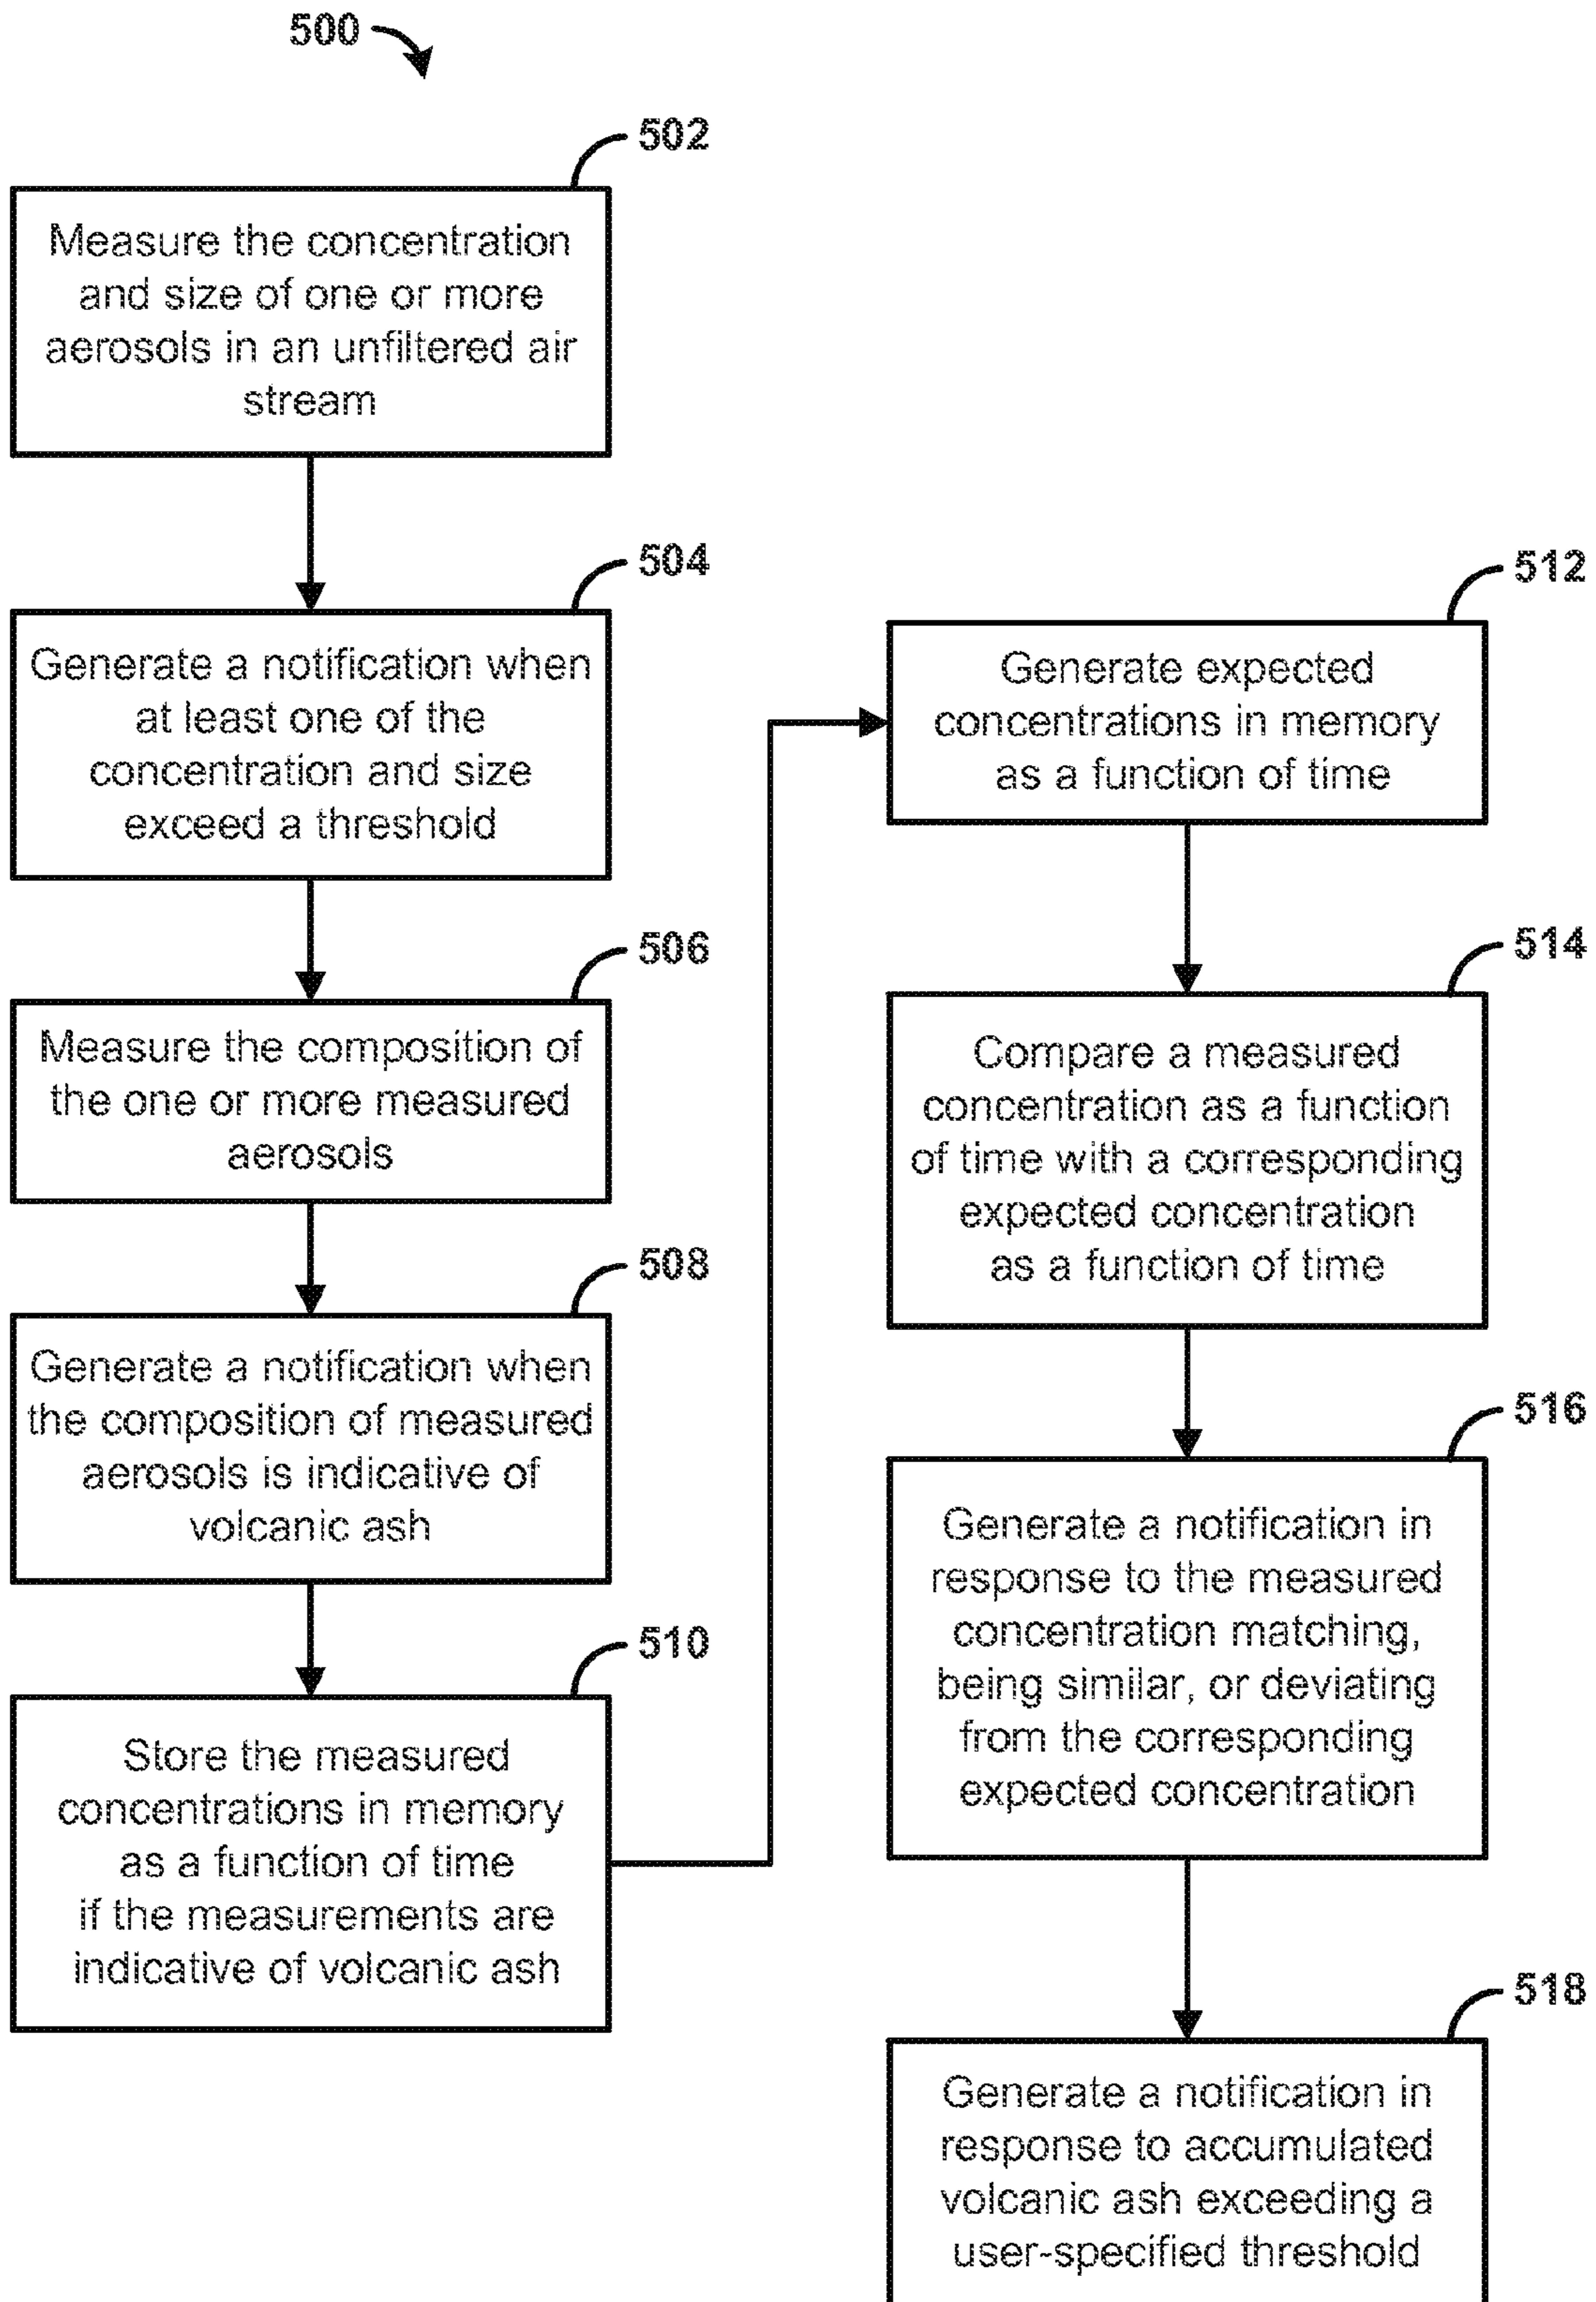 500
502
Measure the concentration
and size of one or more
aerosols in an unfiltered air
stream
504
Generate a notification when
at least one of the
concentration and size
exceed a threshold
506
Measure the composition of
the one or more measured
aerosols
508
Generate a notification when
the composition of measured
aerosols is indicative of
volcanic ash
510
Store the measured
concentrations in memory
as a function of time
if the measurements are
indicative of volcanic ash
512
Generate expected
concentrations in memory
as a function of time
514
Compare a measured
concentration as a function
of time with a corresponding
expected concentration
as a function of time
516
Generate a notification in
response to the measured
concentration matching,
being similar, or deviating
from the corresponding
expected concentration
518
Generate a notification in
response to accumulated
volcanic ash exceeding a
user-specified threshold